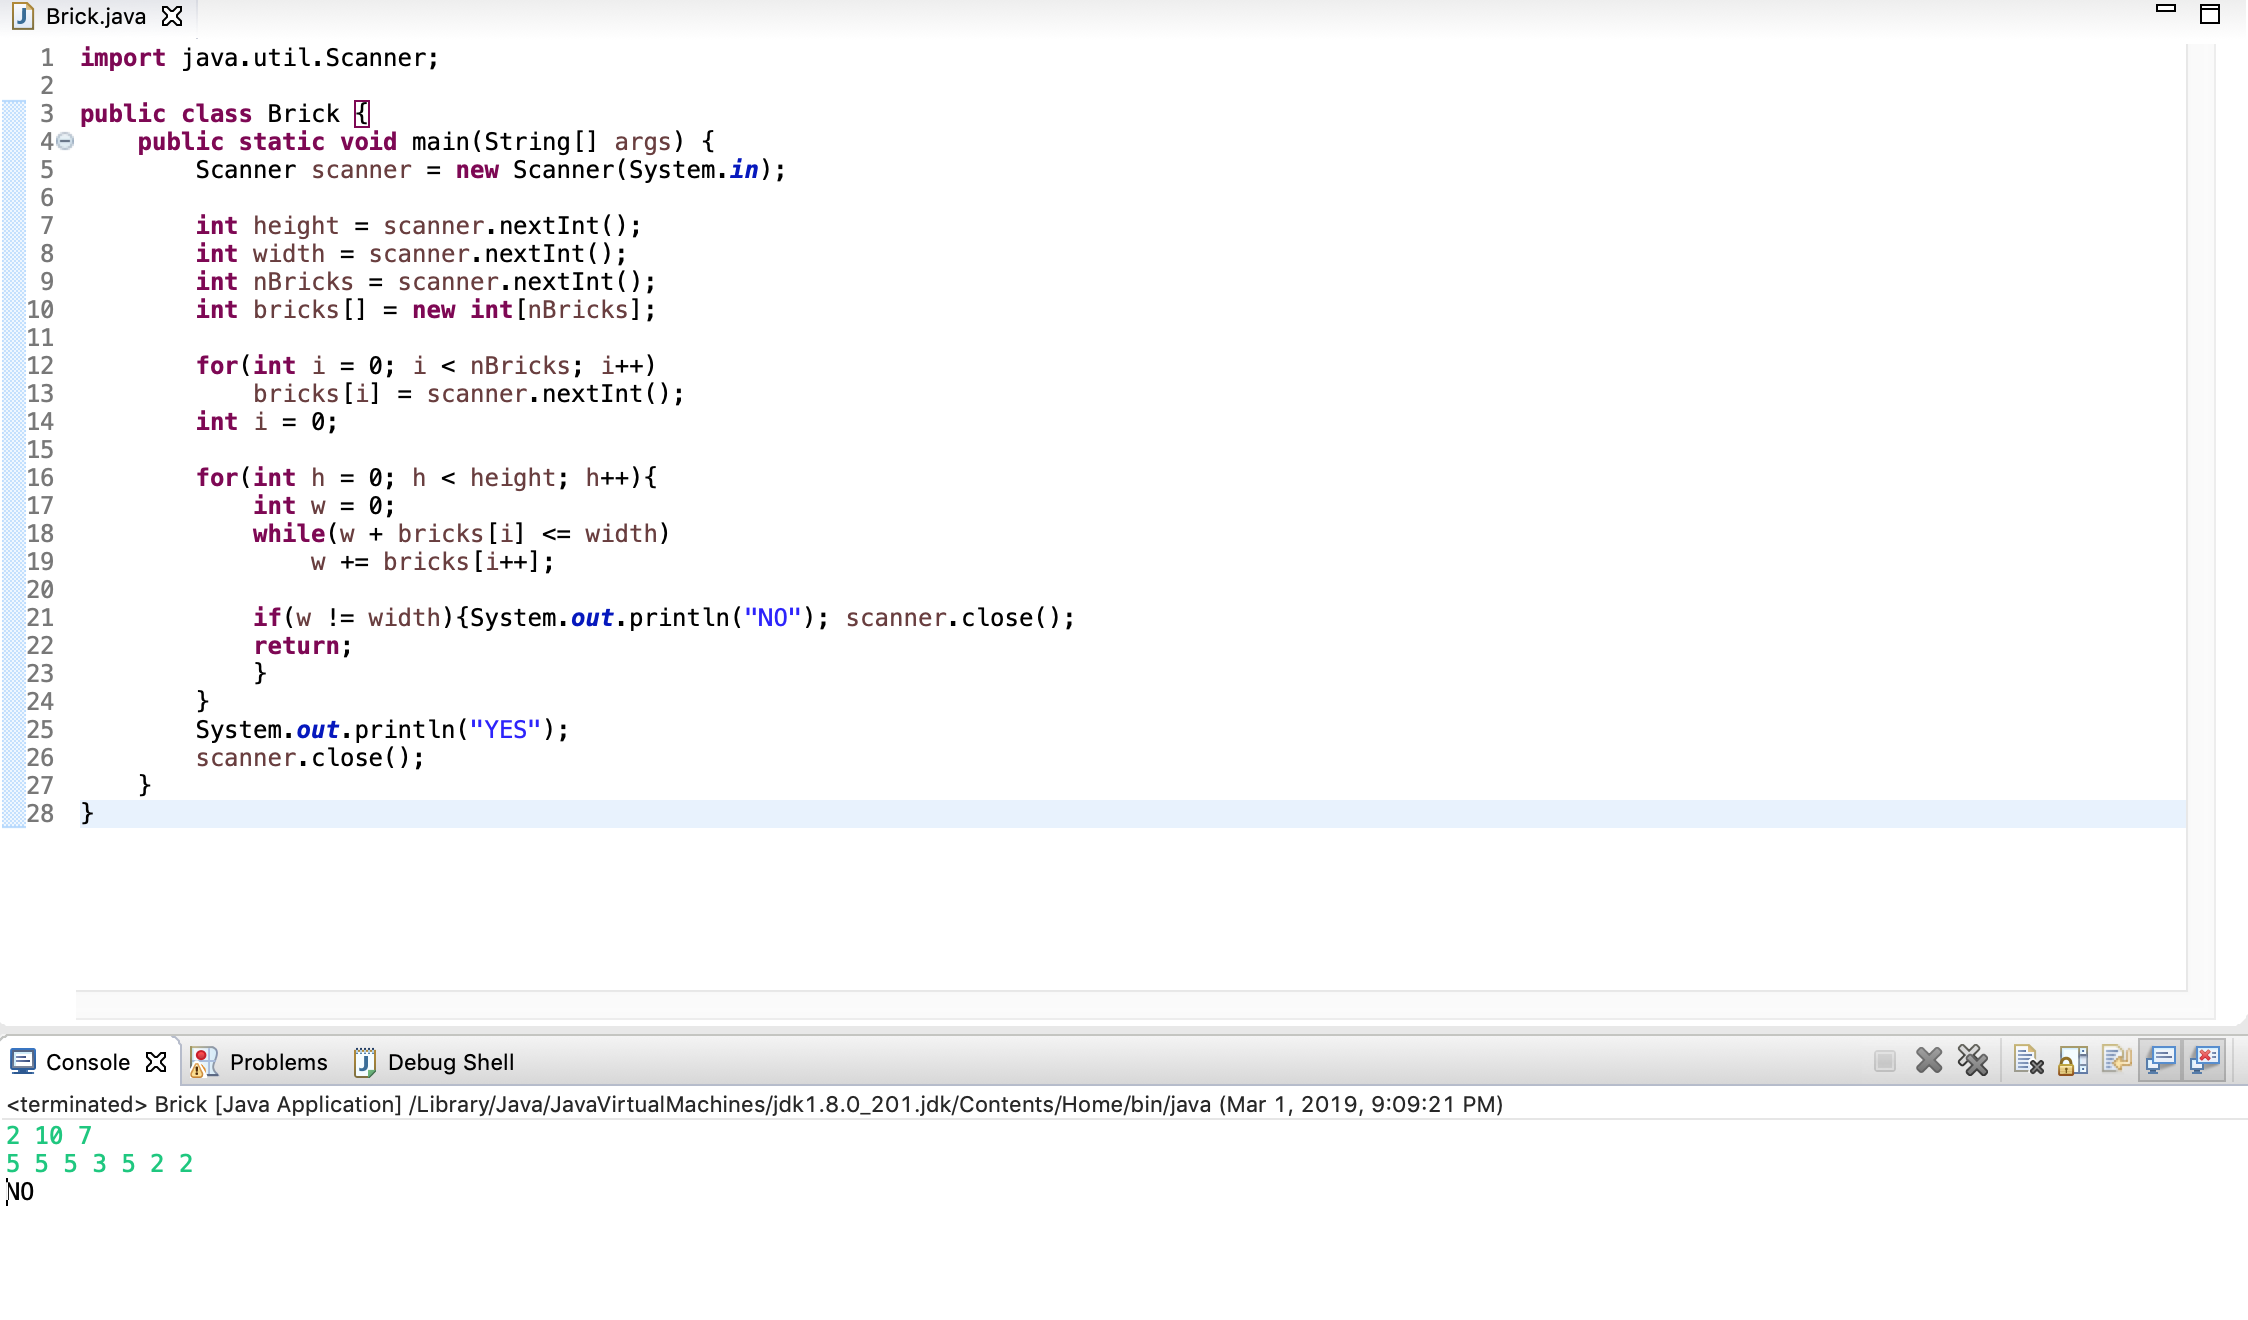 Brick.java
1 import java.util.Scanner;
2
3 public class Brick {
4 public static void main(String[] args) {
5 Scanner scanner = new Scanner(System.in);
6
7 int height = scanner.nextInt();
8 int width = scanner.nextInt();
9 int nBricks = scanner.nextInt();
10 int bricks[] = new int[nBricks];
11
12 for(int i = 0; i < nBricks; i++)
13 bricks[i] = scanner.nextInt();
14 int i = 0;
15
16 for(int h = 0; h < height; h++){
17 int w = 0;
18 while(w + bricks[i] <= width)
19 w += bricks[i++];
20
21 if(w != width){System.out.println("NO"); scanner.close();
22 return;
23 }
24 }
25 System.out.println("YES");
26 scanner.close();
27 }
28 }
Console Problems Debug Shell
<terminated> Brick [Java Application] /Library/Java/JavaVirtualMachines/jdk1.8.0_201.jdk/Contents/Home/bin/java (Mar 1, 2019, 9:09:21 PM)
2 10 7
5 5 5 3 5 2 2
NO